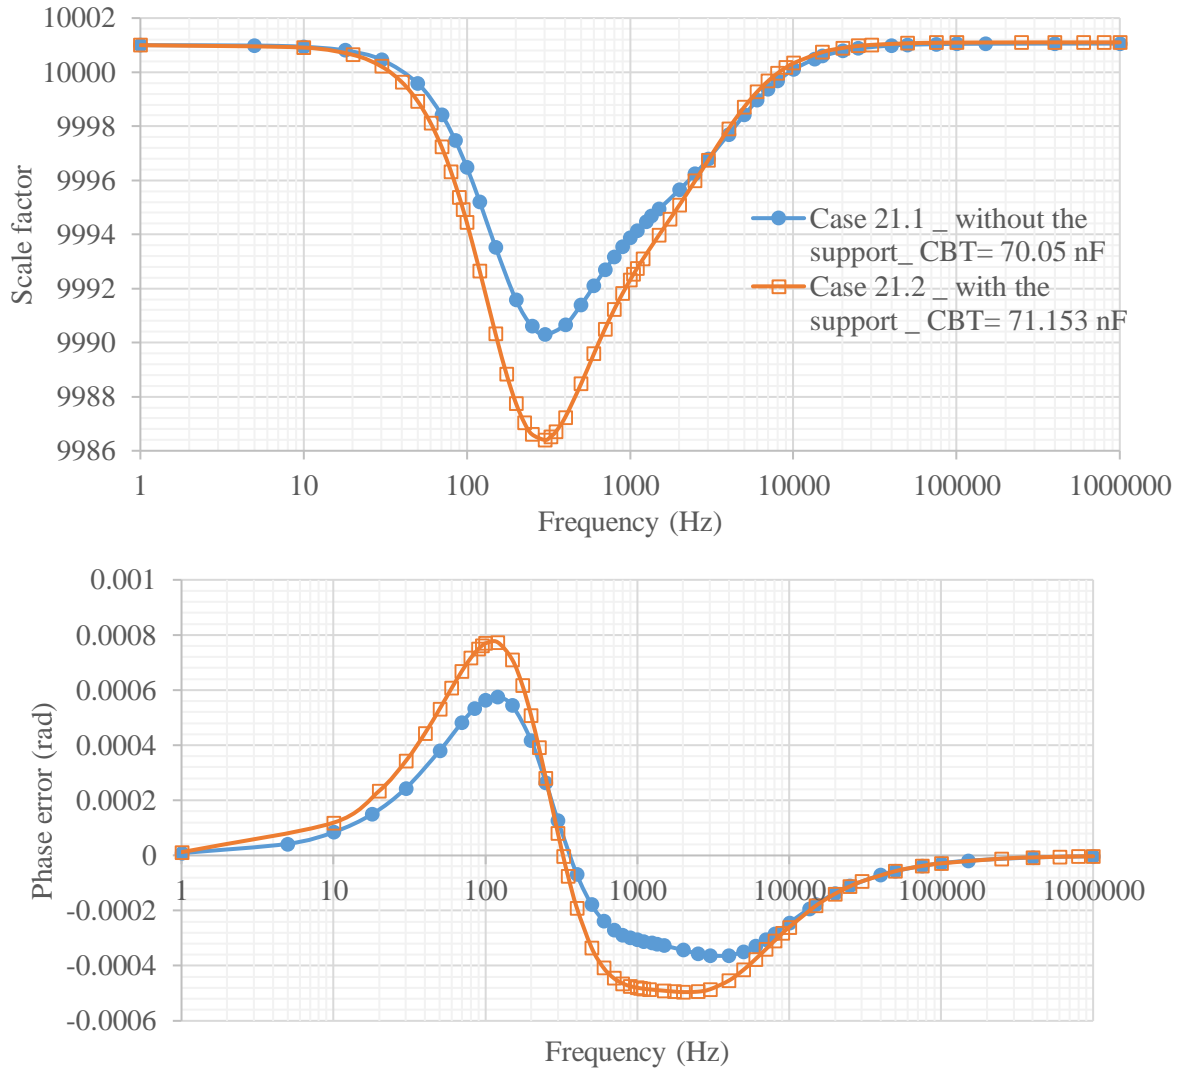 10002
10000
9998
9996
9994
9992
9990
9988
9986
Scale factor
1 10 100 1000 10000 100000 1000000
Frequency (Hz)
Case 21.1 _ without the
support_ CBT= 70.05 nF
Case 21.2 _ with the
support _ CBT= 71.153 nF
0.001
0.0008
0.0006
0.0004
0.0002
0
-0.0002
-0.0004
-0.0006
Phase error (rad)
1 10 100 1000 10000 100000 1000000
Frequency (Hz)